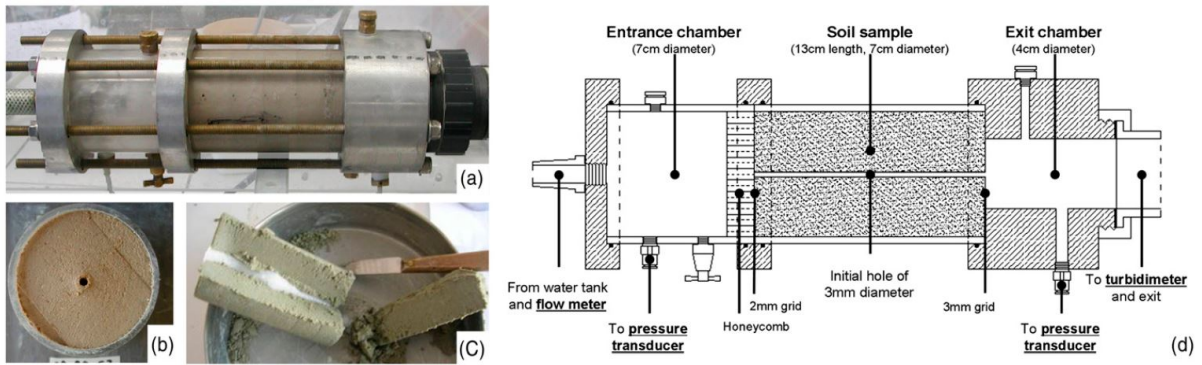 (a)
(b)
(C)
Entrance chamber
(7cm diameter)
Soil sample
(13cm length, 7cm diameter)
Exit chamber
(4cm diameter)
From water tank
and flow meter
To pressure
transducer
Honeycomb
2mm grid
Initial hole of
3mm diameter
3mm grid
To pressure
transducer
To turbidimeter
and exit
(d)